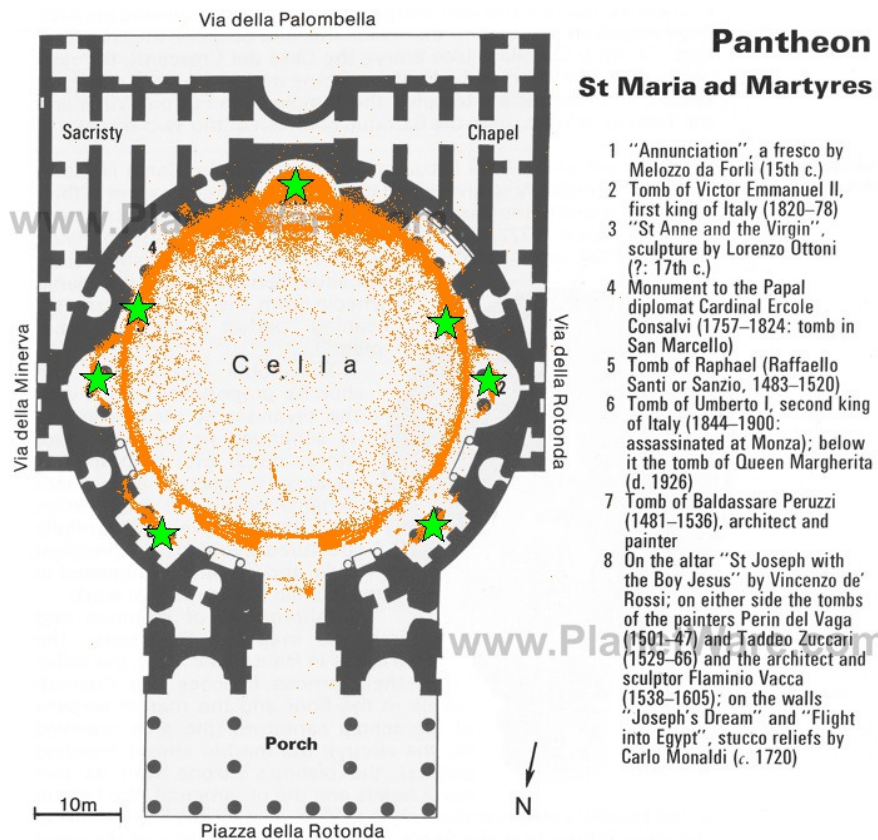 Via della Palombella
Pantheon
St Maria ad Martyres
Sacristy
Chapel
www.PlanetWare.com
4
Via della Minerva
Via della Rotonda
Cella
2
Porch
10m
N
Piazza della Rotonda
1 "Annunciation", a fresco by
Melozzo da Forlì (15th c.)
2 Tomb of Victor Emmanuel II,
first king of Italy (1820–78)
3 "St Anne and the Virgin",
sculpture by Lorenzo Ottoni
(?: 17th c.)
4 Monument to the Papal
diplomat Cardinal Ercole
Consalvi (1757–1824: tomb in
San Marcello)
5 Tomb of Raphael (Raffaello
Santi or Sanzio, 1483–1520)
6 Tomb of Umberto I, second king
of Italy (1844–1900:
assassinated at Monza); below
it the tomb of Queen Margherita
(d. 1926)
7 Tomb of Baldassare Peruzzi
(1481–1536), architect and
painter
8 On the altar "St Joseph with
the Boy Jesus" by Vincenzo de'
Rossi; on either side the tombs
of the painters Perin del Vaga
(1501–47) and Taddeo Zuccari
(1529–66) and the architect and
sculptor Flaminio Vacca
(1538–1605); on the walls
"Joseph's Dream" and "Flight
into Egypt", stucco reliefs by
Carlo Monaldi (c. 1720)
www.PlanetWare.com